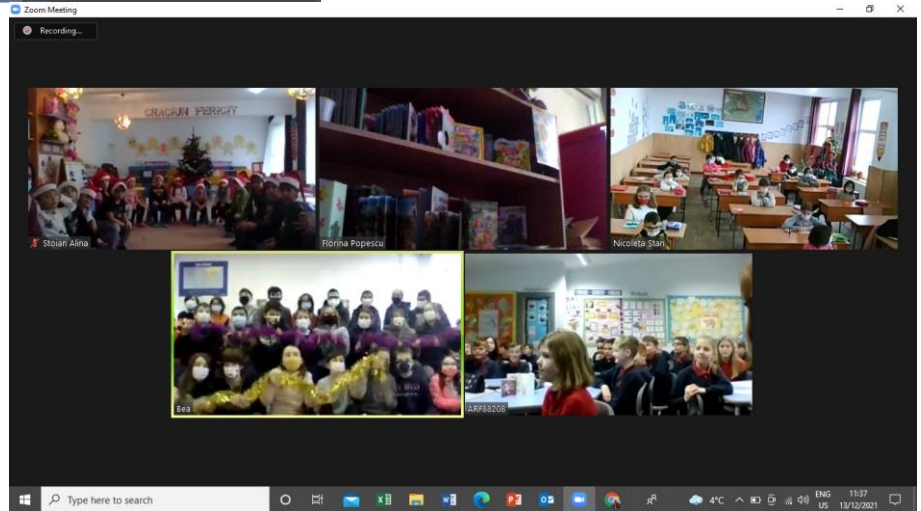 Zoom Meeting
Recording...
CRACIUN FERICIT
Stoian Alina
Florina Popescu
Nicoleta Stan
Bea
ARF68206
Type here to search
4°C
ENG
US
11:37
13/12/2021